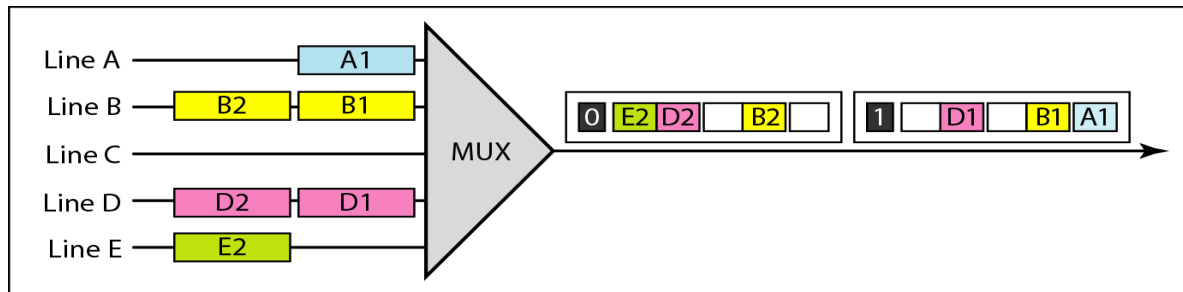 Line A A1
Line B B2 B1
Line C
Line D D2 D1
Line E E2
MUX
0 E2 D2 B2
1 D1 B1 A1